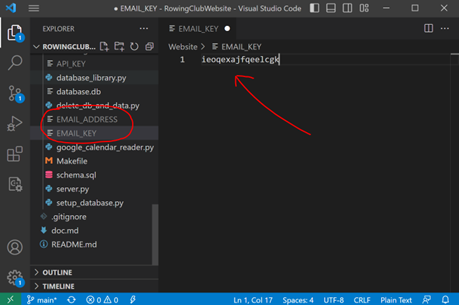 ● EMAIL_KEY - RowingClubWebsite - Visual Studio Code
EXPLORER
ROWINGCLUB...
API_KEY
database_library.py
database.db
delete_db_and_data.py
EMAIL_ADDRESS
EMAIL_KEY
google_calendar_reader.py
Makefile
schema.sql
server.py
setup_database.py
.gitignore
doc.md
README.md
OUTLINE
TIMELINE
EMAIL_KEY
Website > EMAIL_KEY
1 ieoqexajfqeelcgk
main* 0 0 Ln 1, Col 17 Spaces: 4 UTF-8 CRLF Plain Text